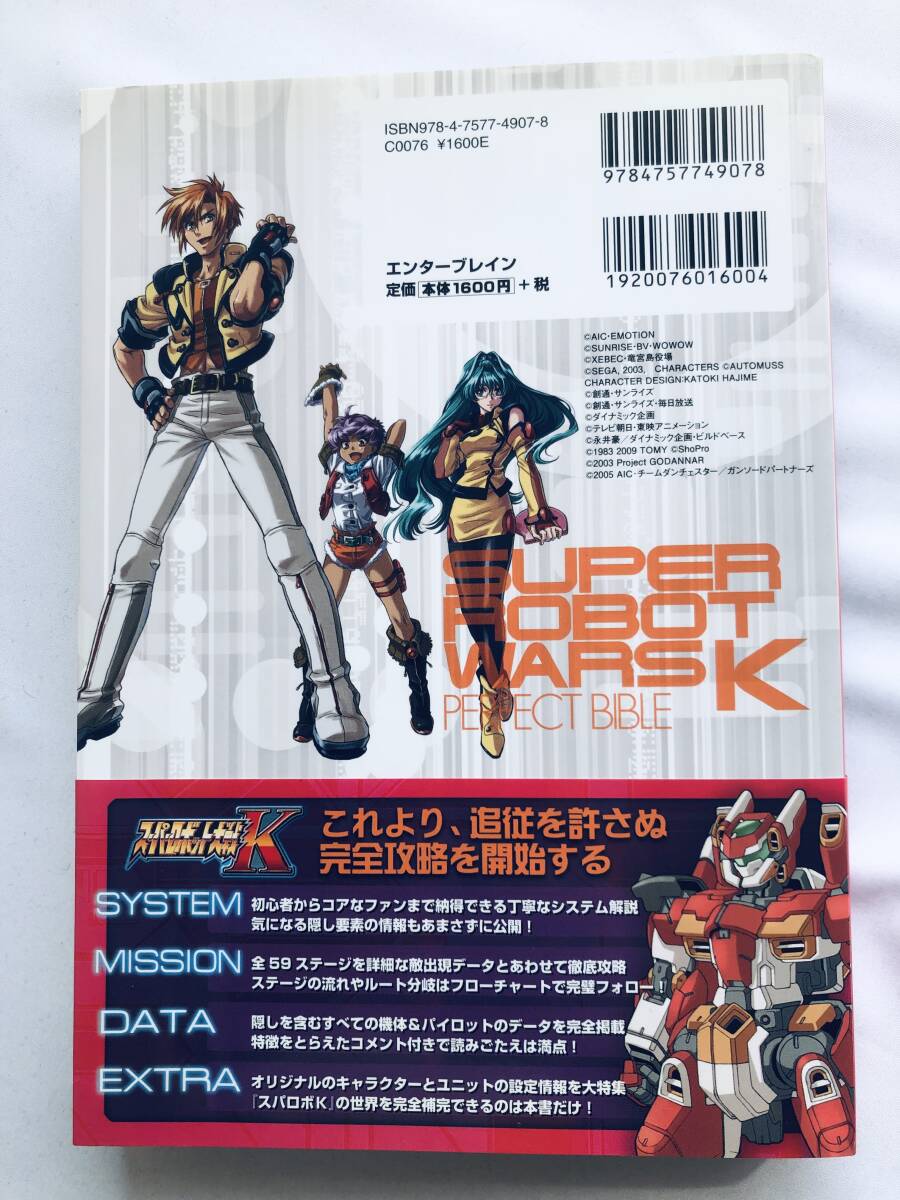 ISBN978-4-7577-4907-8
C0076 ¥1600E
9784757749078
エンターブレイン
定価 本体1600円 +税
1920076016004
©AIC・EMOTION
©SUNRISE・BV・WOWOW
©XEBEC・竜宮島役場
©SEGA, 2003, CHARACTERS ©AUTOMUSS
CHARACTER DESIGN:KATOKI HAJIME
©創通・サンライズ
©創通・サンライズ・毎日放送
©ダイナミック企画
©テレビ朝日・東映アニメーション
©永井豪／ダイナミック企画・ビルドベース
©1983 2009 TOMY ©ShoPro
©2003 Project GODANNAR
©2005 AIC・チームダンチェスター／ガンソードパートナーズ
SUPER
ROBOT
WARS K
PERFECT BIBLE
スーパーロボット大戦K
これより、追従を許さぬ
完全攻略を開始する
SYSTEM
初心者からコアなファンまで納得できる丁寧なシステム解説
気になる隠し要素の情報もあまさずに公開！
MISSION
全59ステージを詳細な敵出現データとあわせて徹底攻略
ステージの流れやルート分岐はフローチャートで完璧フォロー！
DATA
隠しを含むすべての機体＆パイロットのデータを完全掲載
特徴をとらえたコメント付きで読みごたえは満点！
EXTRA
オリジナルのキャラクターとユニットの設定情報を大特集
『スパロボK』の世界を完全補完できるのは本書だけ！